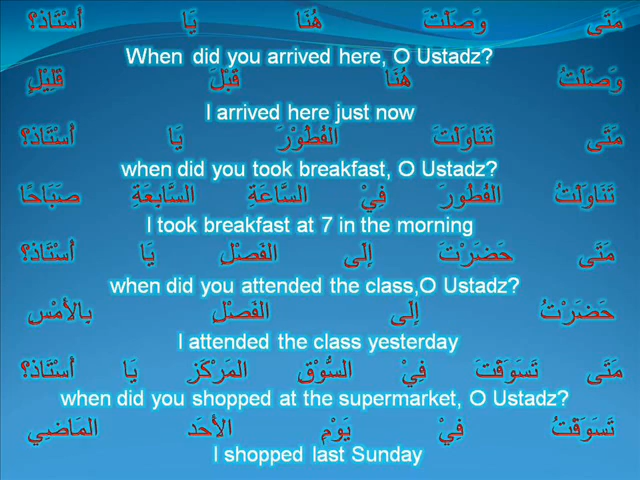 مَتَى وَصَلْتَ هُنَا يَا أُسْتَاذ؟
When did you arrived here, O Ustadz?
وَصَلْتُ هُنَا قَبْلَ قَلِيْلٍ
I arrived here just now
مَتَى تَنَاوَلْتَ الفُطُوْرَ يَا أُسْتَاذ؟
when did you took breakfast, O Ustadz?
تَنَاوَلْتُ الفُطُورَ فِيْ السَّاعَةِ السَّابِعَةِ صَبَاحًا
I took breakfast at 7 in the morning
مَتَى حَضَرْتَ إِلَى الفَصْلِ يَا أُسْتَاذ؟
when did you attended the class,O Ustadz?
حَضَرْتُ إِلَى الفَصْلِ بِالأَمْسِ
I attended the class yesterday
مَتَى تَسَوَقْتَ فِيْ السُّوْقِ المَرْكَزِ يَا أُسْتَاذ؟
when did you shopped at the supermarket, O Ustadz?
تَسَوَقْتُ فِيْ يَوْمِ الأَحَد المَاضِي
I shopped last Sunday